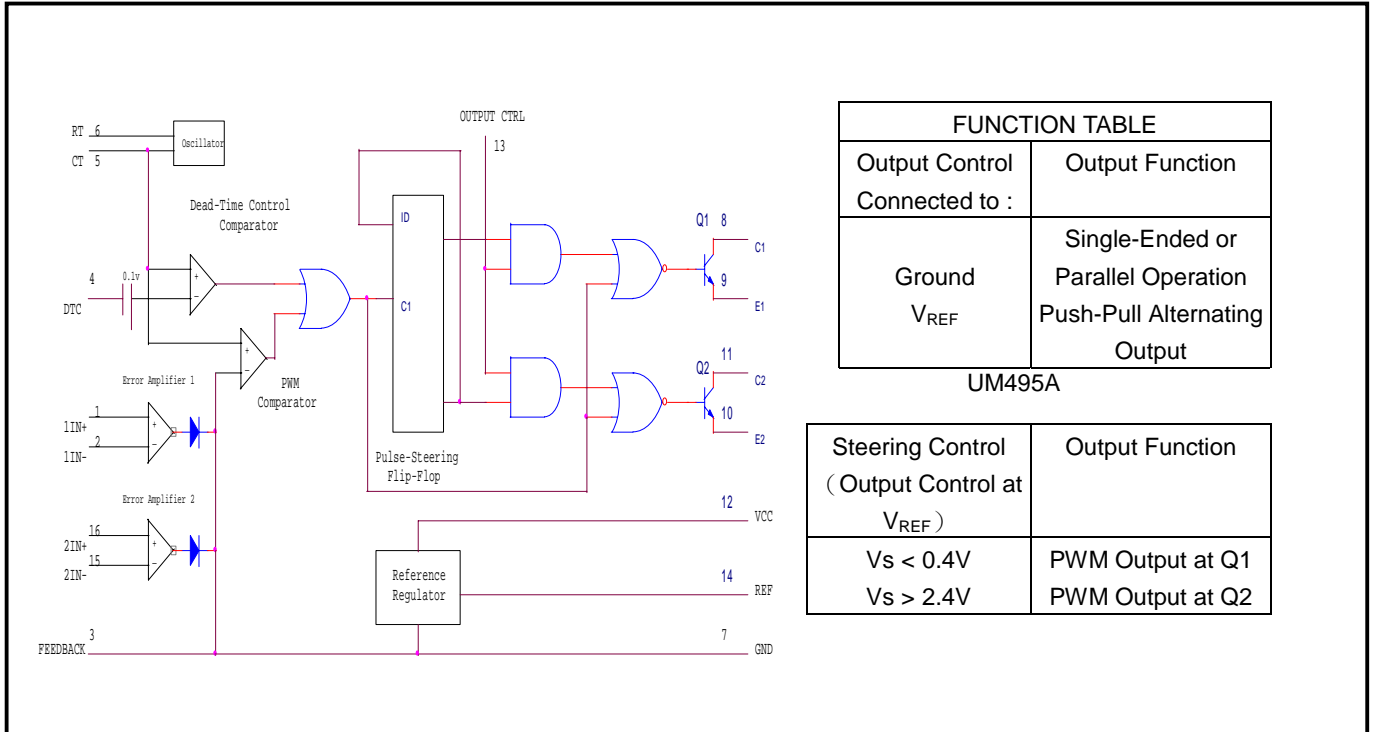 OUTPUT CTRL
13
RT 6
CT 5
Oscillator
Dead-Time Control
Comparator
4
0.1v
DTC
+
−
+
−
PWM
Comparator
Error Amplifier 1
1
1IN+
2
1IN-
+
−
Error Amplifier 2
16
2IN+
15
2IN-
+
−
3
FEEDBACK
ID
C1
Pulse-Steering
Flip-Flop
Q1 8
C1
9
E1
11
Q2
C2
10
E2
12
VCC
Reference
Regulator
14
REF
7
GND
FUNCTION TABLE
Output Control
Connected to :
Output Function
Ground
VREF
Single-Ended or
Parallel Operation
Push-Pull Alternating
Output
UM495A
Steering Control
（Output Control at
VREF）
Output Function
Vs < 0.4V
PWM Output at Q1
Vs > 2.4V
PWM Output at Q2